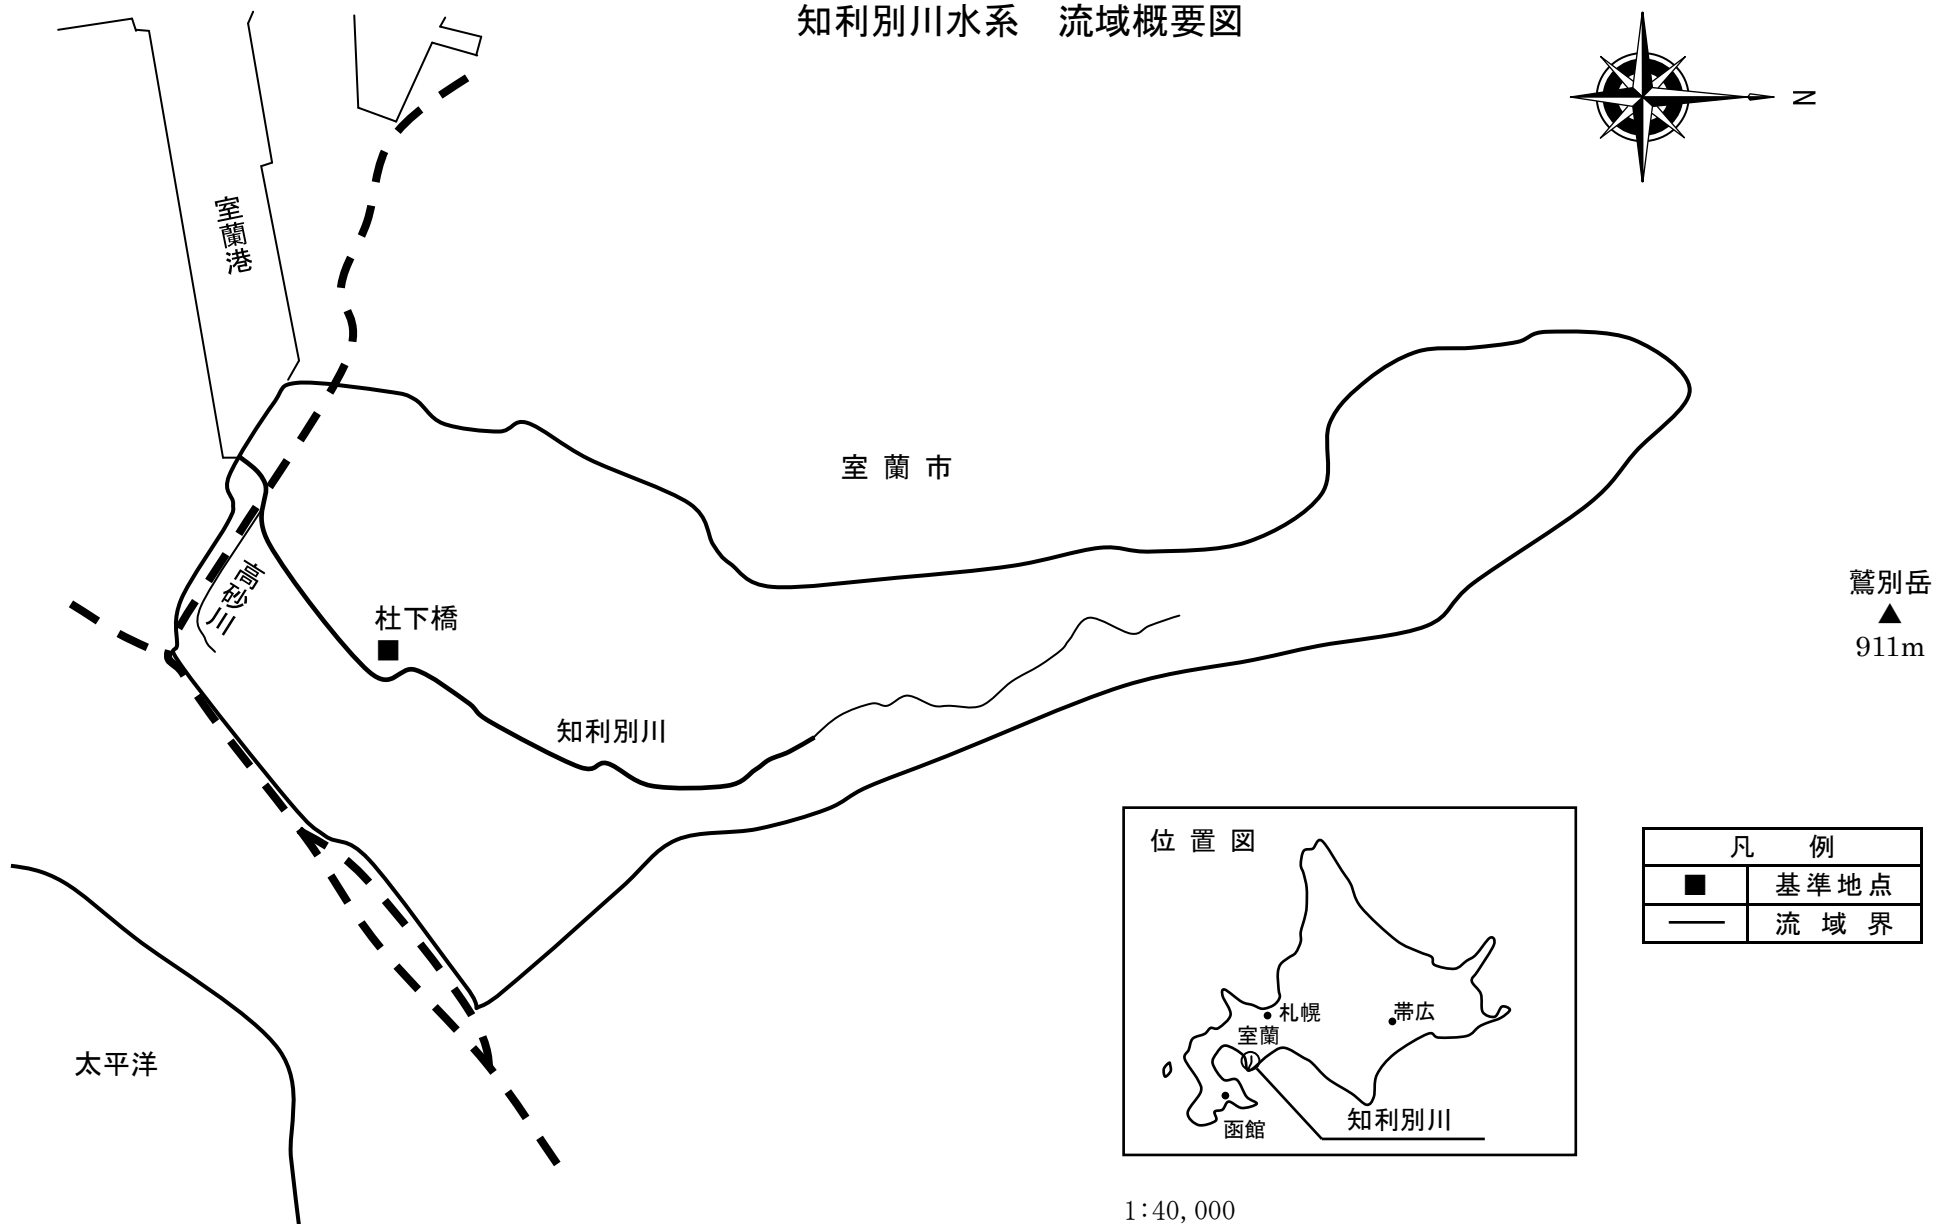 知利別川水系　流域概要図
N
室蘭港
室蘭市
高砂川
杜下橋
鷲別岳
911m
知利別川
太平洋
位置図
札幌
帯広
室蘭
函館
知利別川
凡例
基準地点
流域界
1:40,000